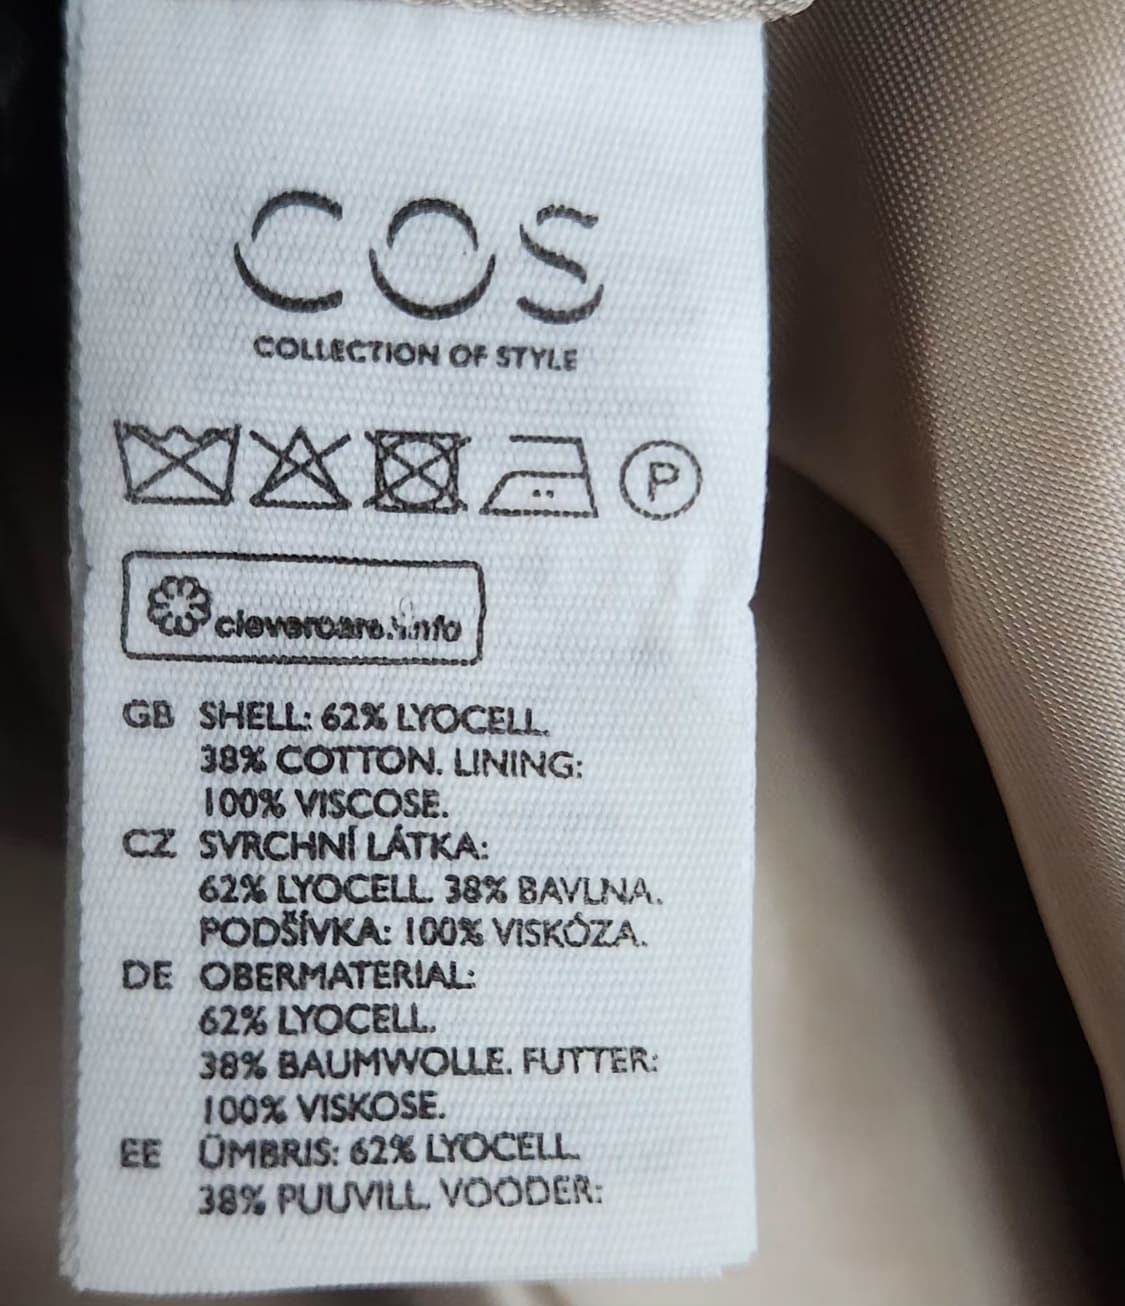 COS
COLLECTION OF STYLE
P
clevercare.info
GB SHELL: 62% LYOCELL.
38% COTTON. LINING:
100% VISCOSE.
CZ SVRCHNÍ LÁTKA:
62% LYOCELL. 38% BAVLNA.
PODŠÍVKA: 100% VISKÓZA.
DE OBERMATERIAL:
62% LYOCELL.
38% BAUMWOLLE. FUTTER:
100% VISKOSE.
EE ÜMBRIS: 62% LYOCELL.
38% PUUVILL. VOODER: